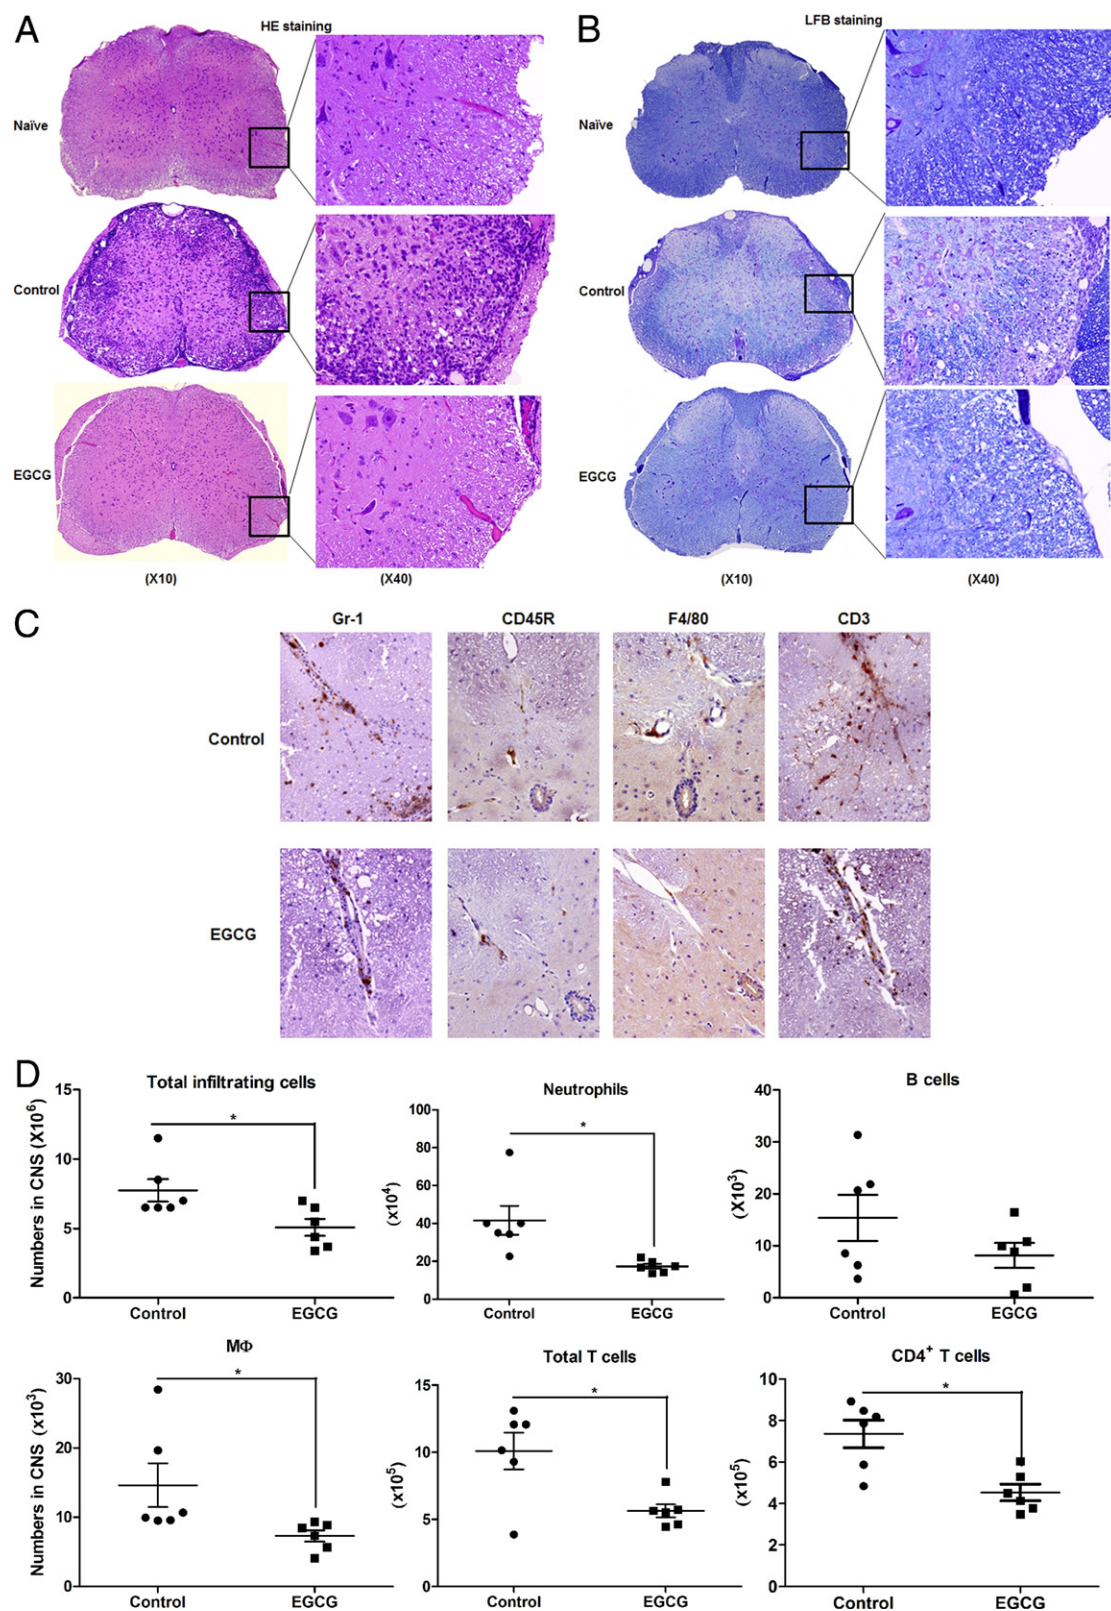 A
HE staining
B
LFB staining
Naïve
Naïve
Control
Control
EGCG
EGCG
(X10)
(X40)
(X10)
(X40)
C
Gr-1
CD45R
F4/80
CD3
Control
EGCG
D
Total infiltrating cells
Numbers in CNS (X10⁶)
15
10
5
0
*
Control
EGCG
Neutrophils
(x10⁴)
100
80
60
40
20
0
*
Control
EGCG
B cells
(X10³)
40
30
20
10
0
Control
EGCG
MΦ
Numbers in CNS (x10³)
30
20
10
0
*
Control
EGCG
Total T cells
(x10⁵)
15
10
5
0
*
Control
EGCG
CD4⁺ T cells
(x10⁵)
10
8
6
4
2
0
*
Control
EGCG